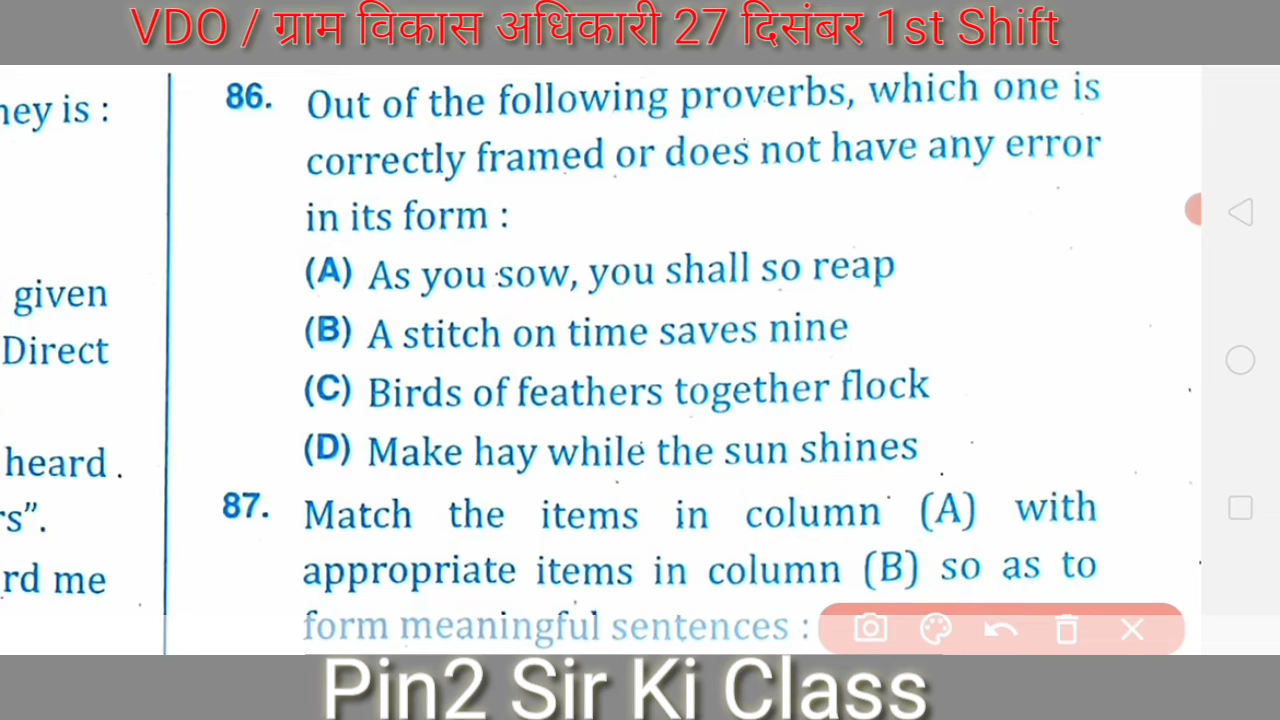 VDO / ग्राम विकास अधिकारी 27 दिसंबर 1st Shift
ney is :
given
Direct
heard .
rs”.
rd me
86. Out of the following proverbs, which one is
correctly framed or does not have any error
in its form :
(A) As you sow, you shall so reap
(B) A stitch on time saves nine
(C) Birds of feathers together flock
(D) Make hay while the sun shines
87. Match the items in column (A) with
appropriate items in column (B) so as to
form meaningful sentences :
Pin2 Sir Ki Class